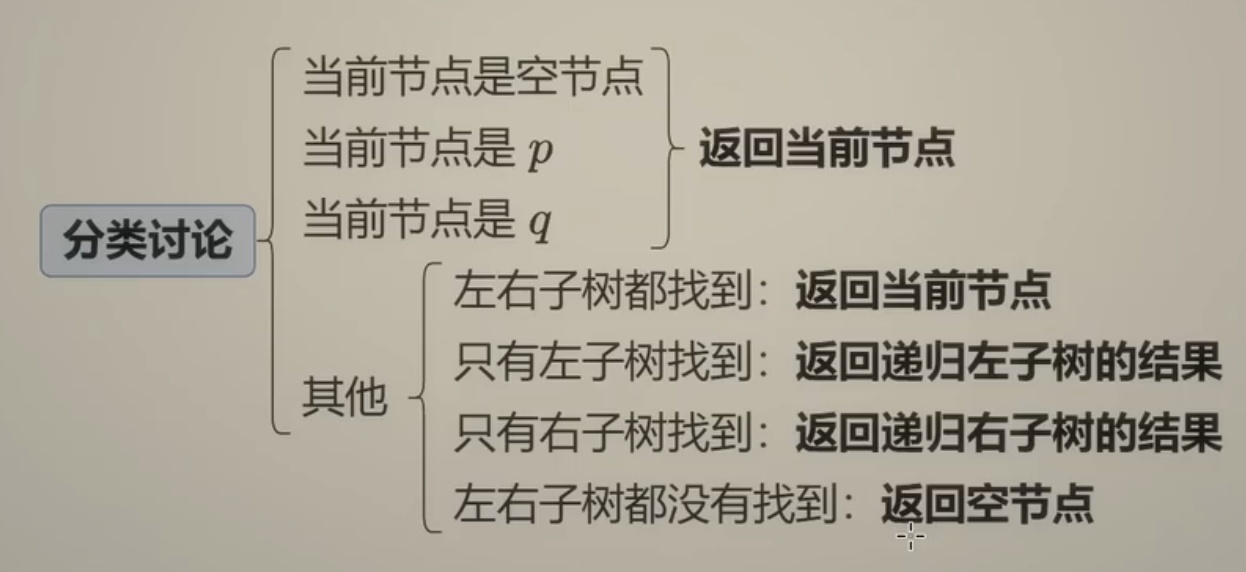 分类讨论
当前节点是空节点
当前节点是 p
当前节点是 q
返回当前节点
其他
左右子树都找到：返回当前节点
只有左子树找到：返回递归左子树的结果
只有右子树找到：返回递归右子树的结果
左右子树都没有找到：返回空节点